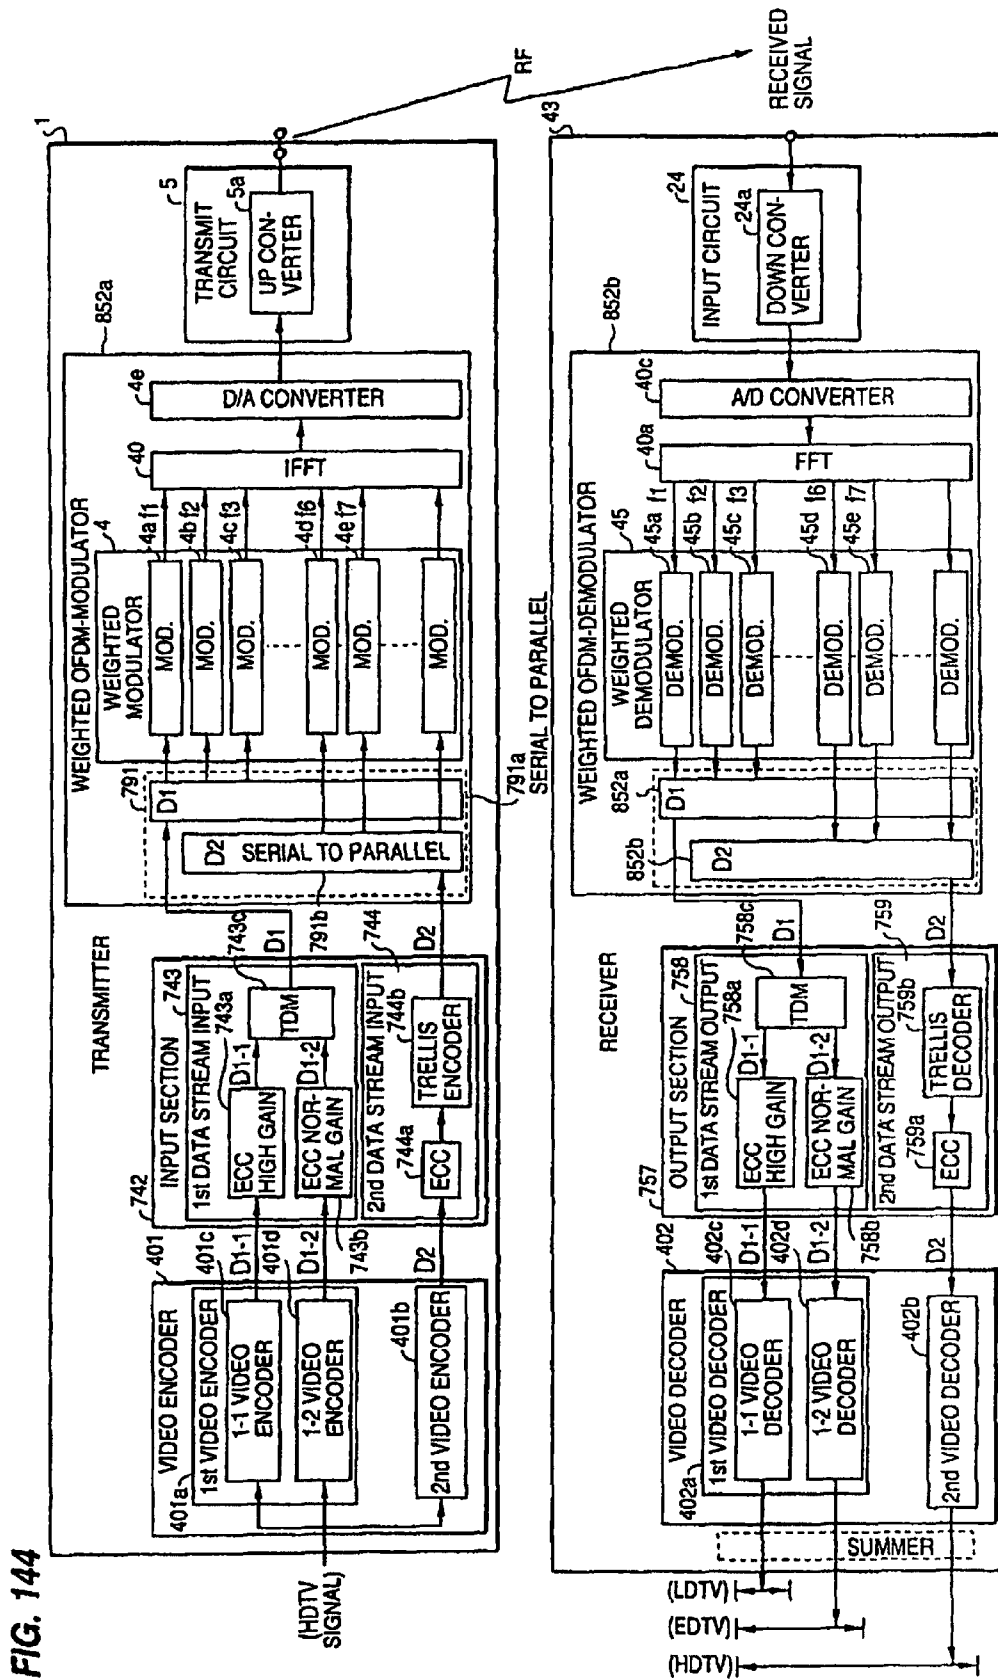 FIG. 144
TRANSMITTER
1
(HDTV
SIGNAL)
401
VIDEO ENCODER
401a
1st VIDEO ENCODER
401c
1-1 VIDEO
ENCODER
401d
1-2 VIDEO
ENCODER
401b
2nd VIDEO ENCODER
D1-1
D1-2
D2
742
INPUT SECTION
743
1st DATA STREAM INPUT
743a
ECC
HIGH GAIN
D1-1
743c
TDM
D1
ECC NOR-
MAL GAIN
D1-2
743b
744
2nd DATA STREAM INPUT
744a
ECC
744b
TRELLIS
ENCODER
D2
852a
WEIGHTED OFDM-MODULATOR
791
D1
D2
SERIAL TO PARALLEL
791b
791a
SERIAL TO PARALLEL
4
WEIGHTED
MODULATOR
MOD.
4a f1
MOD.
4b f2
MOD.
4c f3
MOD.
4d f6
MOD.
4e f7
MOD.
40
IFFT
4e
D/A CONVERTER
5
TRANSMIT
CIRCUIT
5a
UP CON-
VERTER
RF
RECEIVED
SIGNAL
RECEIVER
43
24
INPUT CIRCUIT
24a
DOWN CON-
VERTER
852b
WEIGHTED OFDM-DEMODULATOR
40c
A/D CONVERTER
40a
FFT
45
WEIGHTED
DEMODULATOR
45a f1
DEMOD.
45b f2
DEMOD.
45c f3
DEMOD.
45d f6
DEMOD.
45e f7
DEMOD.
DEMOD.
852a
D1
852b
D2
D1
D2
757
OUTPUT SECTION
758
1st DATA STREAM OUTPUT
758c
TDM
758a
D1-1
ECC
HIGH GAIN
D1-2
ECC NOR-
MAL GAIN
758b
759
2nd DATA STREAM OUTPUT
759b
TRELLIS
DECODER
759a
ECC
D1-1
D1-2
D2
402
VIDEO DECODER
402a
1st VIDEO DECODER
402c
1-1 VIDEO
DECODER
402d
1-2 VIDEO
DECODER
402b
2nd VIDEO DECODER
SUMMER
(LDTV)
(EDTV)
(HDTV)